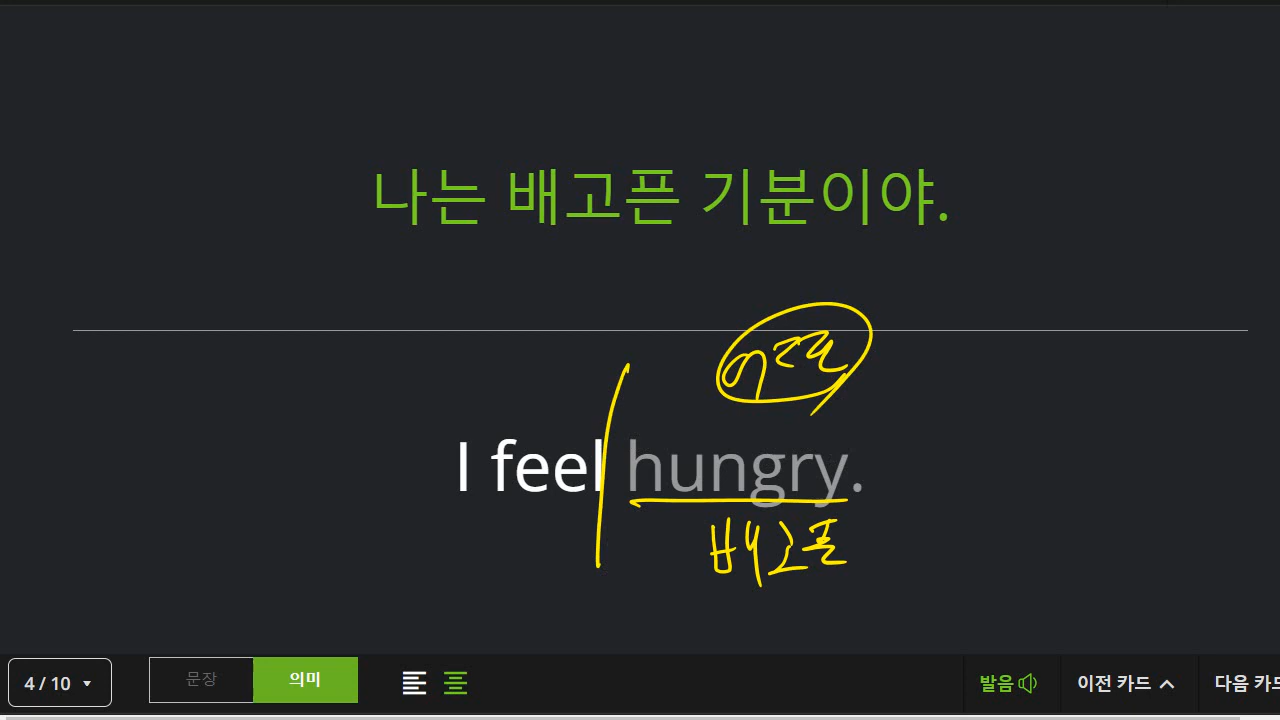 나는 배고픈 기분이야.
I feel hungry.
배고픈
4 / 10
문장
의미
발음
이전 카드
다음 카드